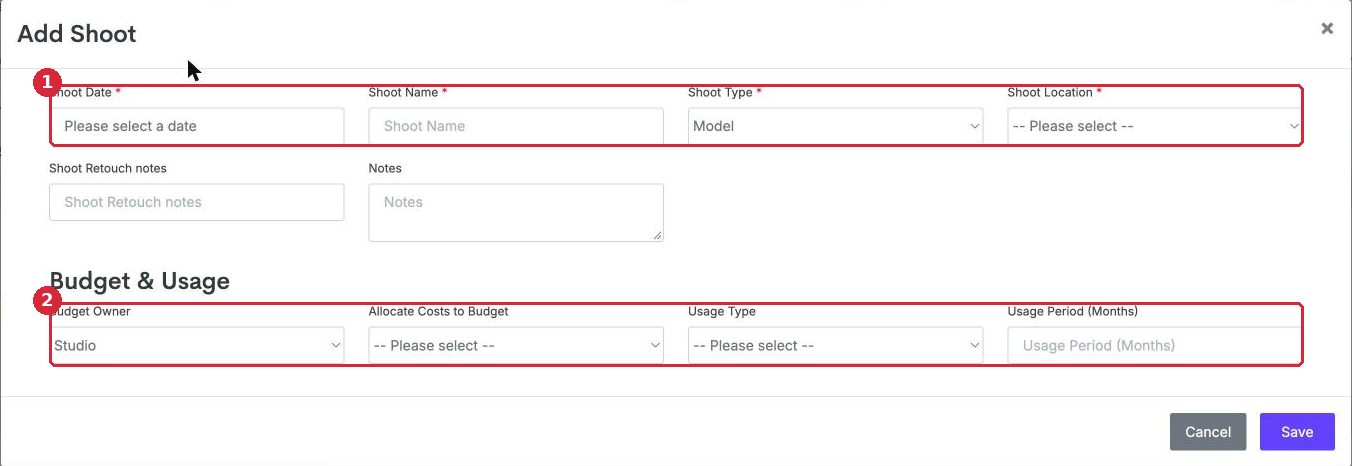 Add Shoot ×
1
hoot Date * Shoot Name * Shoot Type * Shoot Location *
Please select a date Shoot Name Model -- Please select --
Shoot Retouch notes Notes
Shoot Retouch notes Notes
Budget & Usage
2
udget Owner Allocate Costs to Budget Usage Type Usage Period (Months)
Studio -- Please select -- -- Please select -- Usage Period (Months)
Cancel Save